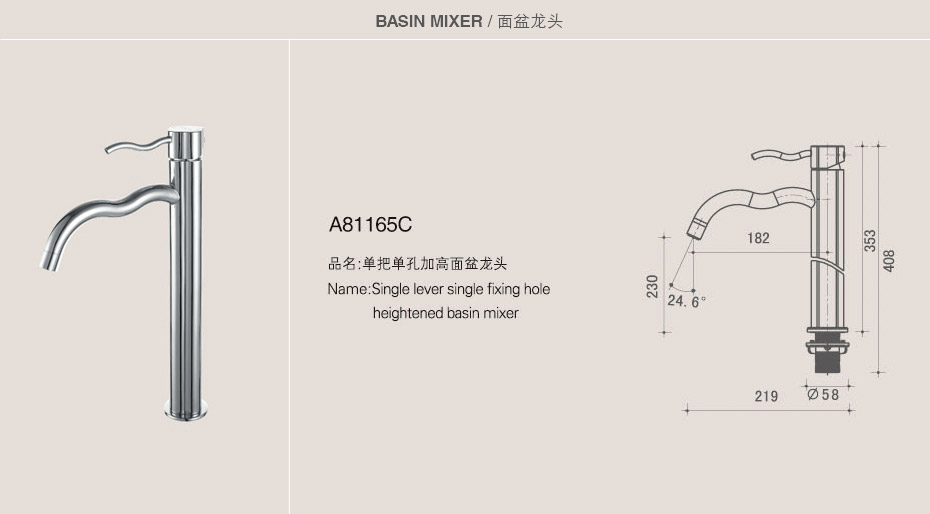 BASIN MIXER / 面盆龙头
A81165C
品名:单把单孔加高面盆龙头
Name:Single lever single fixing hole
heightened basin mixer
182
353
408
230
24.6°
Ø58
219